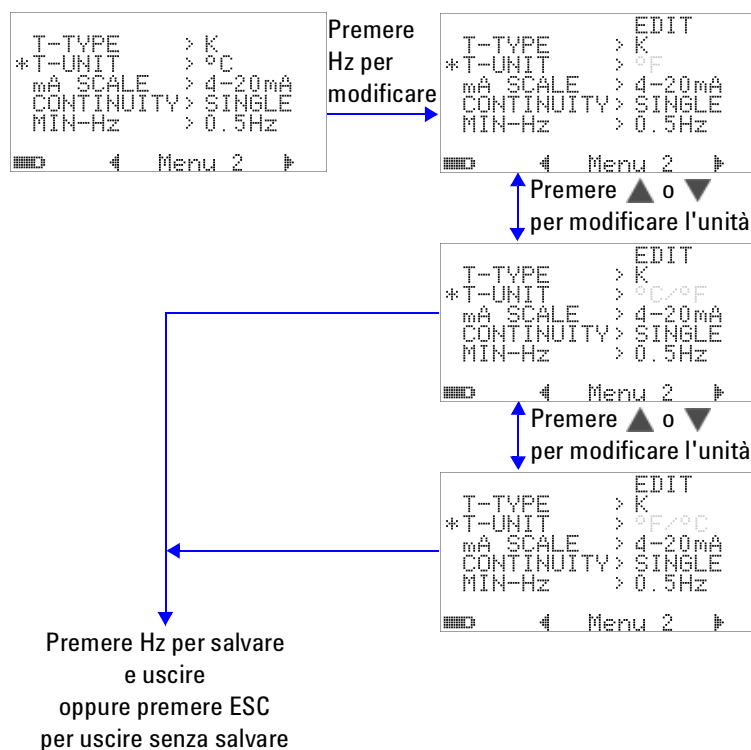 T-TYPE > K
*T-UNIT > °C
mA SCALE > 4-20mA
CONTINUITY> SINGLE
MIN-Hz > 0.5Hz
Menu 2
Premere
Hz per
modificare
EDIT
T-TYPE > K
*T-UNIT > °F
mA SCALE > 4-20mA
CONTINUITY> SINGLE
MIN-Hz > 0.5Hz
Menu 2
Premere ▲ o ▼
per modificare l'unità
EDIT
T-TYPE > K
*T-UNIT > °C/°F
mA SCALE > 4-20mA
CONTINUITY> SINGLE
MIN-Hz > 0.5Hz
Menu 2
Premere ▲ o ▼
per modificare l'unità
EDIT
T-TYPE > K
*T-UNIT > °F/°C
mA SCALE > 4-20mA
CONTINUITY> SINGLE
MIN-Hz > 0.5Hz
Menu 2
Premere Hz per salvare
e uscire
oppure premere ESC
per uscire senza salvare